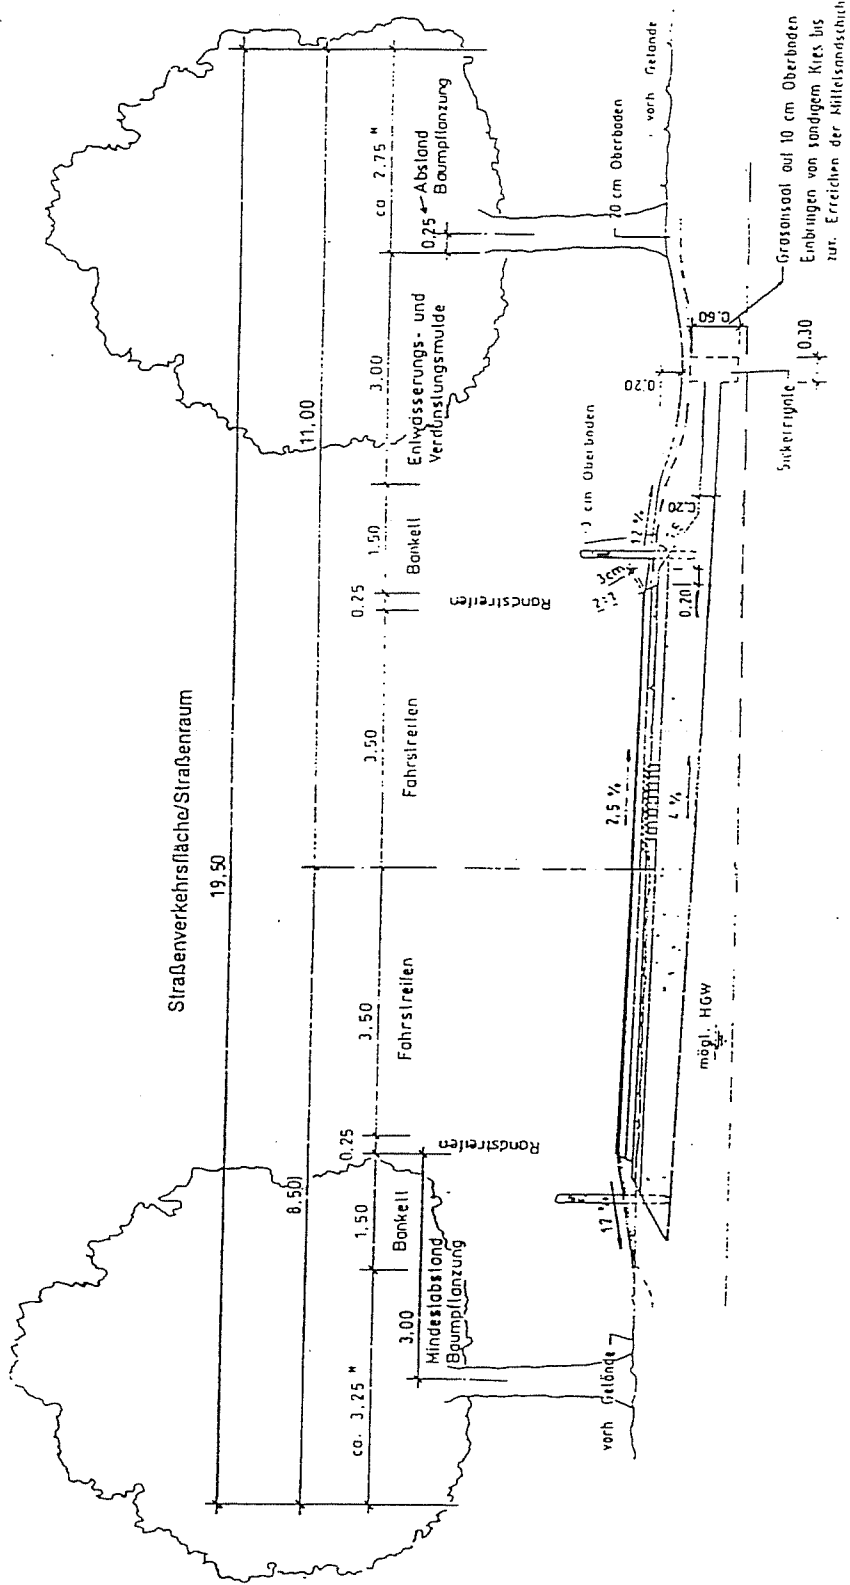 Straßenverkehrsfläche/Straßenraum
19,50
8,50
11,00
ca. 3,25 *
1,50
0,25
3,50
3,50
0,25
1,50
3,00
ca 2,75 *
Bankett
Fahrstreifen
Fahrstreifen
Bankett
Entwässerungs- und
Verdunstungsmulde
0,25
Abstand
Baumpflanzung
3,00
Mindestabstand
Baumpflanzung
Randstreifen
Randstreifen
vorh Gelände
12 %
2,5 %
4 %
mögl. HGW
3cm
12 %
0,20
0,20
cm Oberboden
0.20
20 cm Oberboden
vorh Gelände
0.60
Sickerrigole
0.30
Grasansaat auf 10 cm Oberboden
Einbringen von sandigem Kies bis
zur Erreichen der Mittelsandschicht